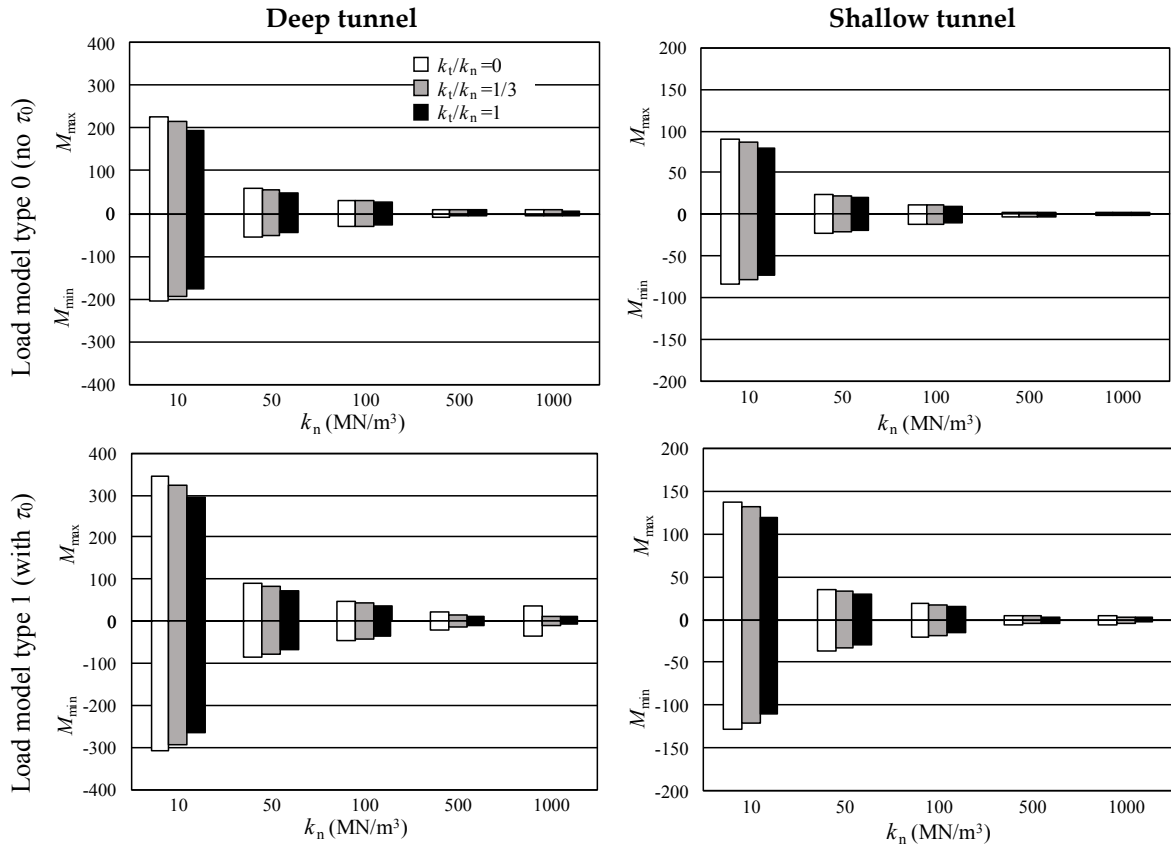 Deep tunnel
Shallow tunnel
Load model type 0 (no τ0)
Mmax
Mmin
400
300
200
100
0
-100
-200
-300
-400
kt/kn=0
kt/kn=1/3
kt/kn=1
10 50 100 500 1000
kn (MN/m³)
Mmax
Mmin
200
150
100
50
0
-50
-100
-150
-200
10 50 100 500 1000
kn (MN/m³)
Load model type 1 (with τ0)
Mmax
Mmin
400
300
200
100
0
-100
-200
-300
-400
10 50 100 500 1000
kn (MN/m³)
Mmax
Mmin
200
150
100
50
0
-50
-100
-150
-200
10 50 100 500 1000
kn (MN/m³)